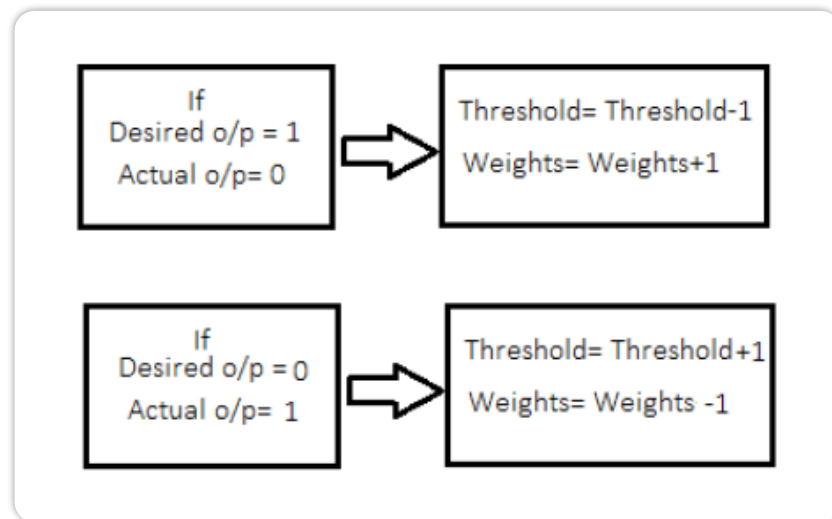 If
Desired o/p = 1
Actual o/p= 0
Threshold= Threshold-1
Weights= Weights+1
If
Desired o/p = 0
Actual o/p= 1
Threshold= Threshold+1
Weights= Weights -1